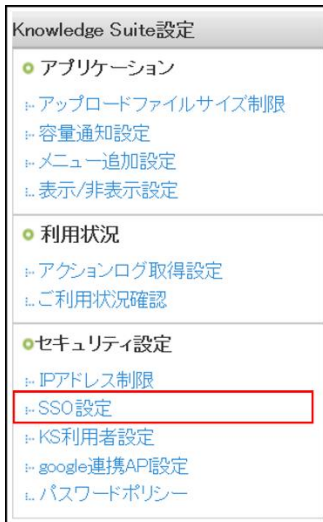 Knowledge Suite設定
アプリケーション
アップロードファイルサイズ制限
容量通知設定
メニュー追加設定
表示/非表示設定
利用状況
アクションログ取得設定
ご利用状況確認
セキュリティ設定
IPアドレス制限
SSO設定
KS利用者設定
google連携API設定
パスワードポリシー